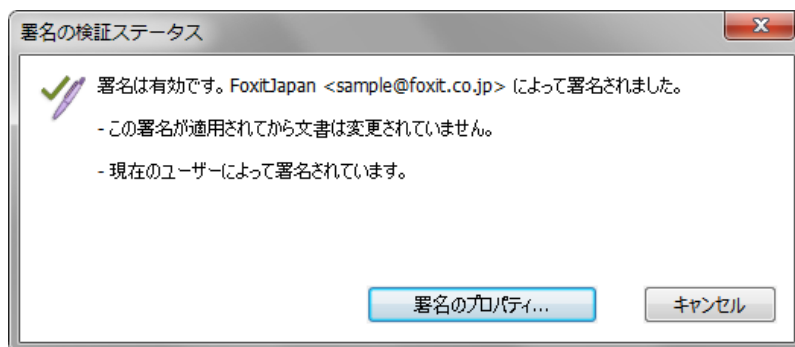 署名の検証ステータス
署名は有効です。FoxitJapan <sample@foxit.co.jp> によって署名されました。
- この署名が適用されてから文書は変更されていません。
- 現在のユーザーによって署名されています。
署名のプロパティ...
キャンセル